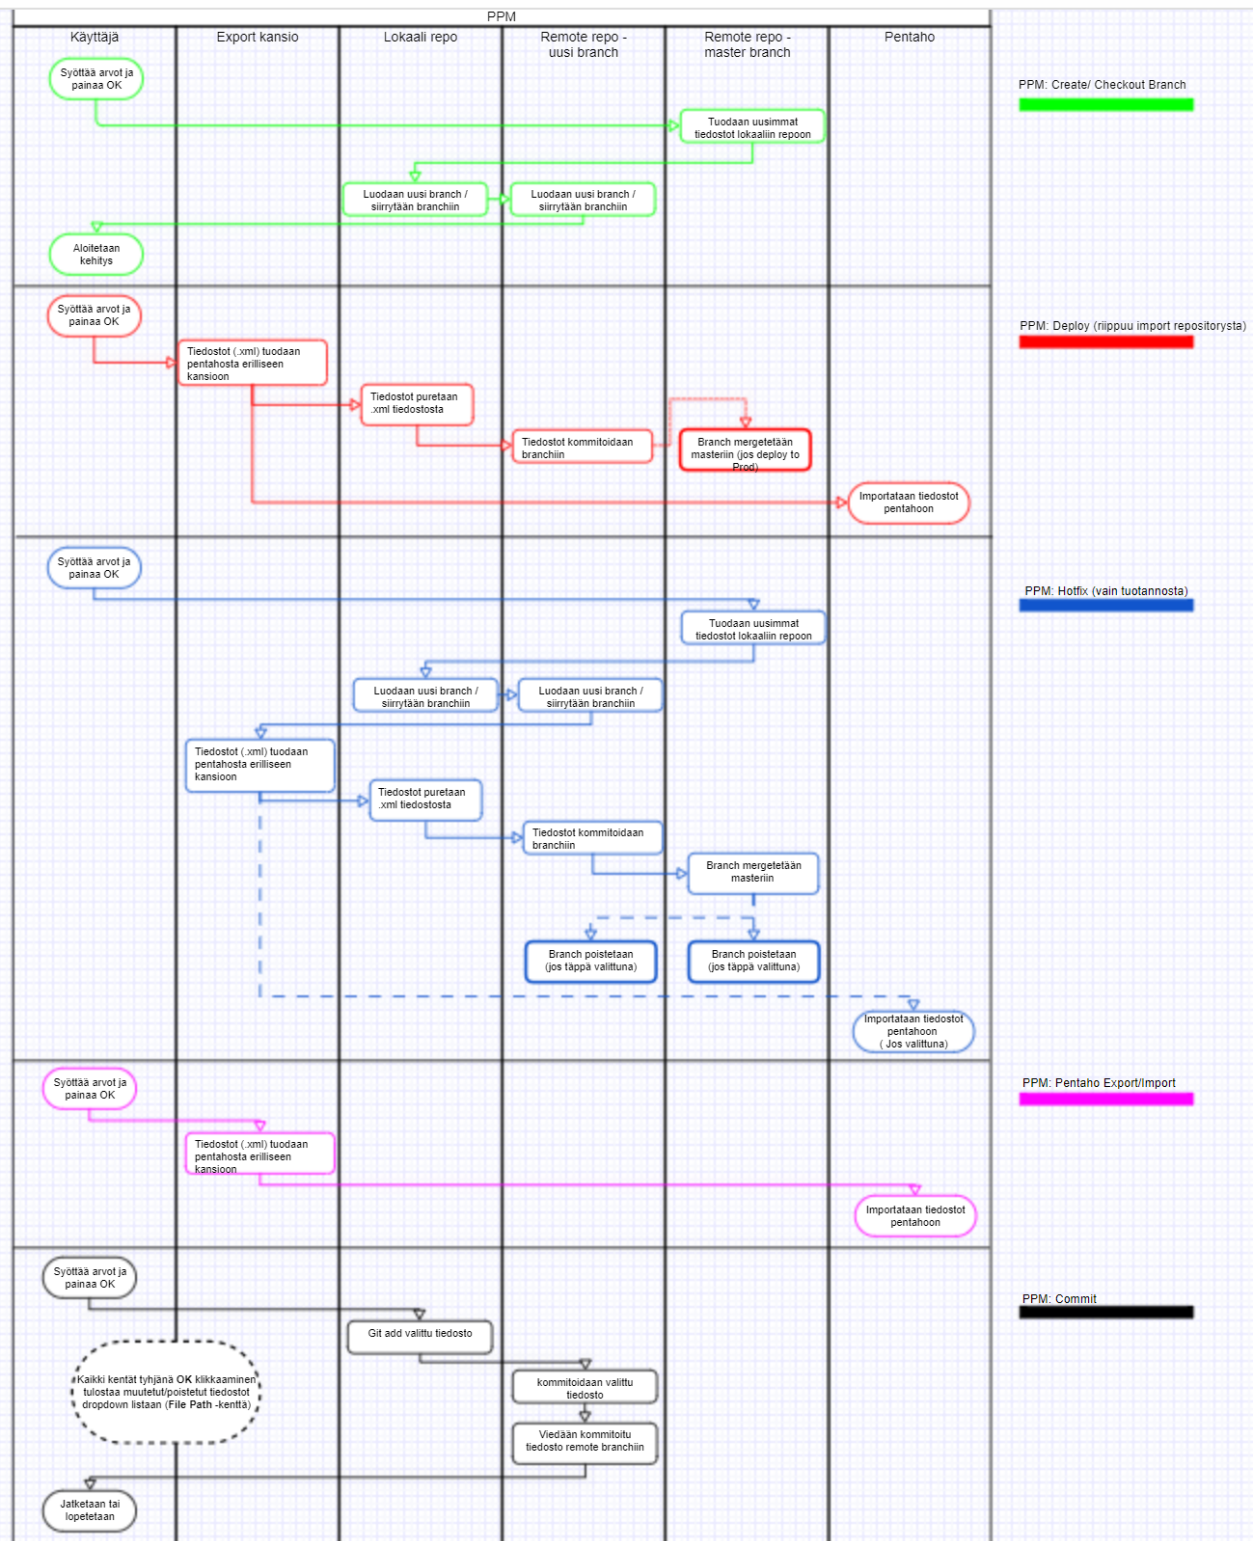 PPM
Käyttäjä
Export kansio
Lokaali repo
Remote repo -
uusi branch
Remote repo -
master branch
Pentaho
Syöttää arvot ja
painaa OK
PPM: Create/ Checkout Branch
Tuodaan uusimmat
tiedostot lokaaliin repoon
Luodaan uusi branch /
siirrytään branchiin
Luodaan uusi branch /
siirrytään branchiin
Aloitetaan
kehitys
Syöttää arvot ja
painaa OK
PPM: Deploy (riippuu import repositorysta)
Tiedostot (.xml) tuodaan
pentahosta erilliseen
kansioon
Tiedostot puretaan
.xml tiedostosta
Tiedostot kommitoidaan
branchiin
Branch mergetetään
masteriin (jos deploy to
Prod)
Importataan tiedostot
pentahoon
Syöttää arvot ja
painaa OK
PPM: Hotfix (vain tuotannosta)
Tuodaan uusimmat
tiedostot lokaaliin repoon
Luodaan uusi branch /
siirrytään branchiin
Luodaan uusi branch /
siirrytään branchiin
Tiedostot (.xml) tuodaan
pentahosta erilliseen
kansioon
Tiedostot puretaan
.xml tiedostosta
Tiedostot kommitoidaan
branchiin
Branch mergetetään
masteriin
Branch poistetaan
(jos täppä valittuna)
Branch poistetaan
(jos täppä valittuna)
Importataan tiedostot
pentahoon
( Jos valittuna)
Syöttää arvot ja
painaa OK
PPM: Pentaho Export/Import
Tiedostot (.xml) tuodaan
pentahosta erilliseen
kansioon
Importataan tiedostot
pentahoon
Syöttää arvot ja
painaa OK
PPM: Commit
Git add valittu tiedosto
Kaikki kentät tyhjänä OK klikkaaminen
tulostaa muutetut/poistetut tiedostot
dropdown listaan (File Path -kenttä)
kommitoidaan valittu
tiedosto
Viedään kommitoitu
tiedosto remote branchiin
Jatketaan tai
lopetetaan